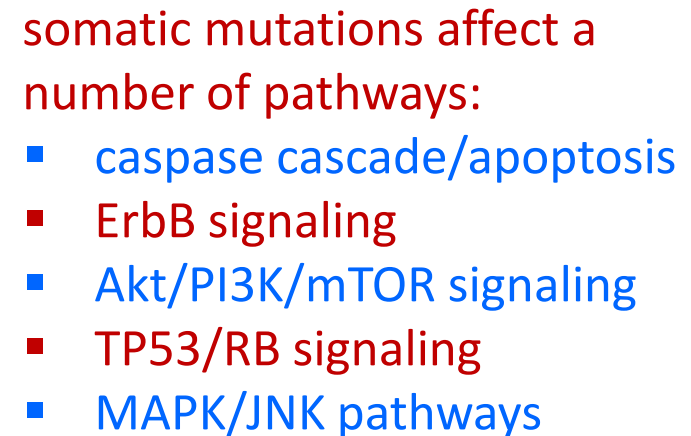 somatic mutations affect a
number of pathways:
▪ caspase cascade/apoptosis
▪ ErbB signaling
▪ Akt/PI3K/mTOR signaling
▪ TP53/RB signaling
▪ MAPK/JNK pathways